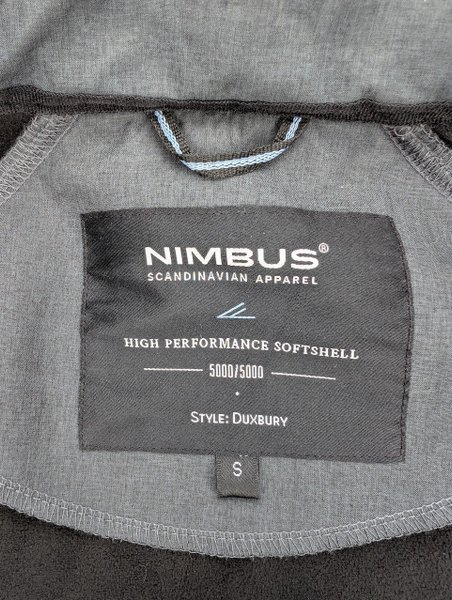 NIMBUS®
SCANDINAVIAN APPAREL
HIGH PERFORMANCE SOFTSHELL
5000/5000
STYLE: DUXBURY
S